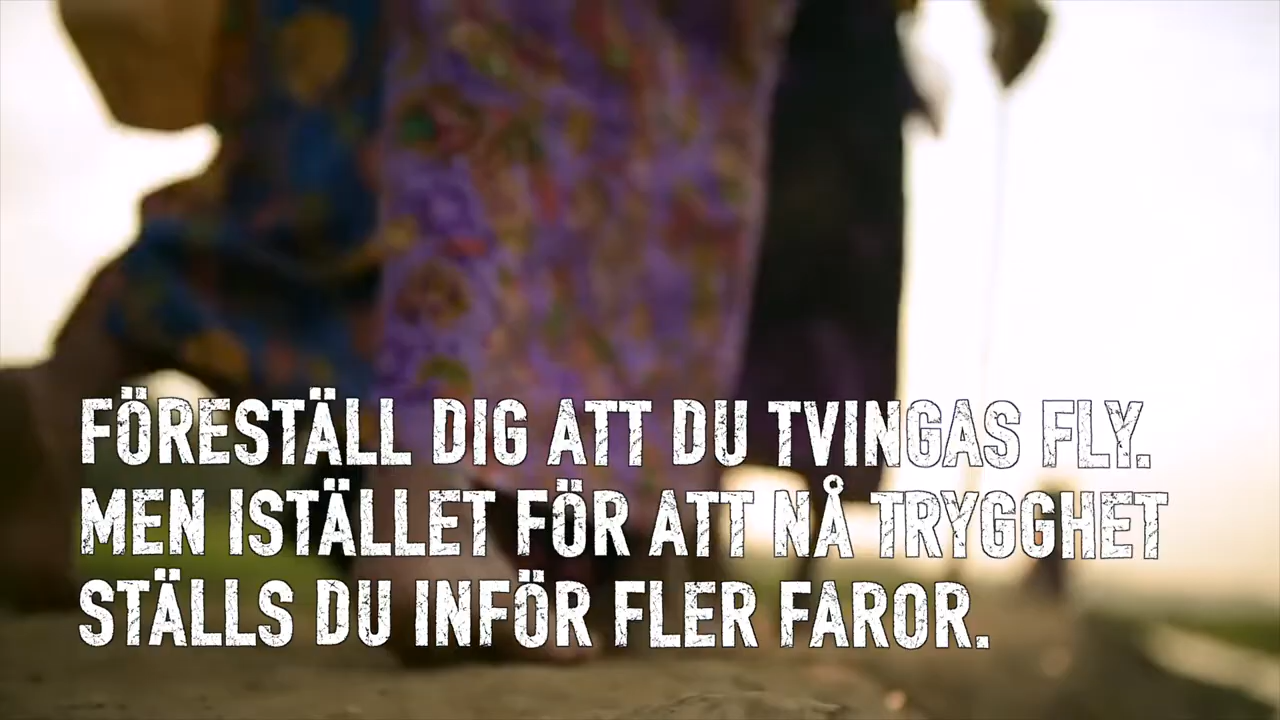 FÖRESTÄLL DIG ATT DU TVINGAS FLY.
MEN ISTÄLLET FÖR ATT NÅ TRYGGHET
STÄLLS DU INFÖR FLER FAROR.